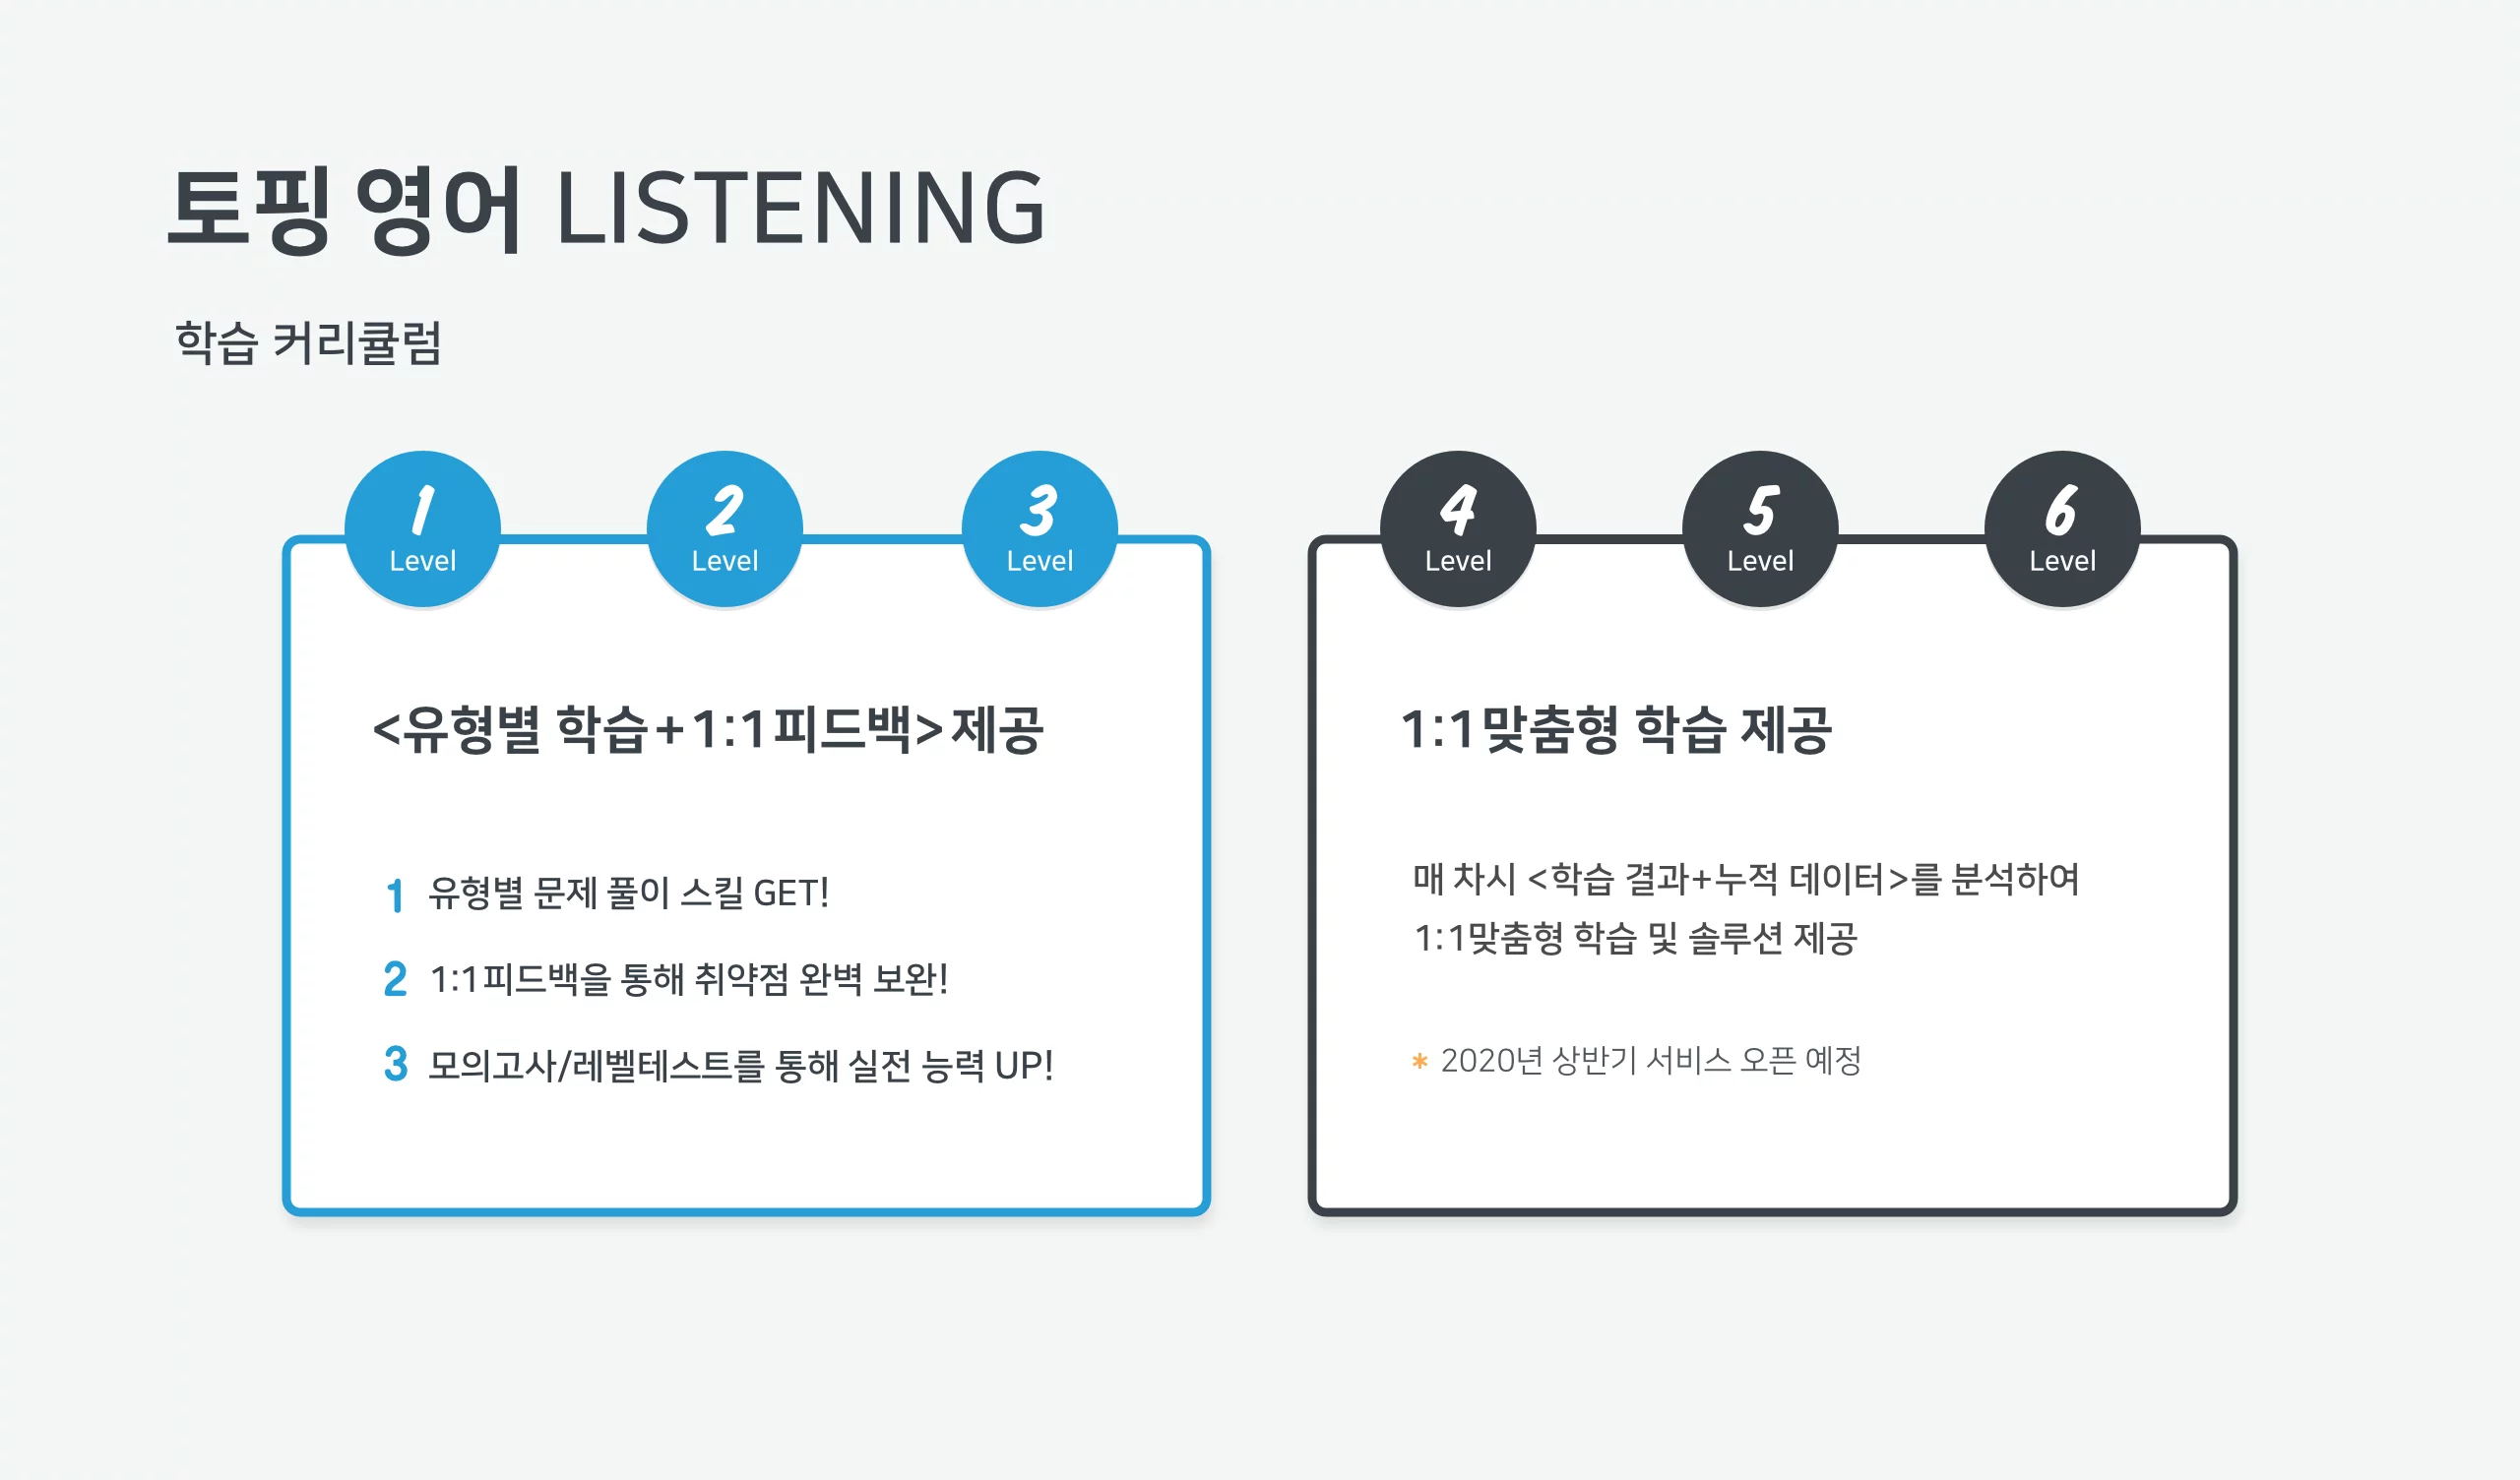 토핑 영어 LISTENING
학습 커리큘럼
1
Level
2
Level
3
Level
<유형별 학습+1:1피드백>제공
1 유형별 문제 풀이 스킬 GET!
2 1:1피드백을 통해 취약점 완벽 보완!
3 모의고사/레벨테스트를 통해 실전 능력 UP!
4
Level
5
Level
6
Level
1:1맞춤형 학습 제공
매 차시 <학습 결과+누적 데이터>를 분석하여
1:1맞춤형 학습 및 솔루션 제공
* 2020년 상반기 서비스 오픈 예정